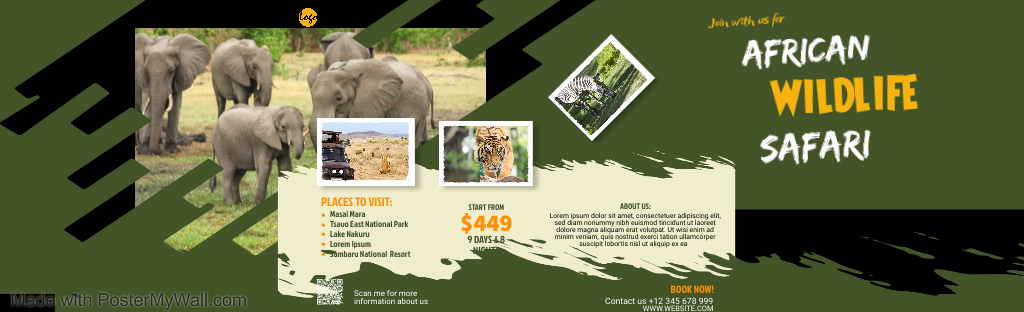 Logo
Join with us for
AFRICAN
WILDLIFE
SAFARI
PLACES TO VISIT:
Masai Mara
Tsavo East National Park
Lake Nakuru
Lorem Ipsum
Sambaru National Resort
START FROM
$449
9 DAYS & 8
NIGHTS
ABOUT US:
Lorem ipsum dolor sit amet, consectetuer adipiscing elit,
sed diam nonummy nibh euismod tincidunt ut laoreet
dolore magna aliquam erat volutpat. Ut wisi enim ad
minim veniam, quis nostrud exerci tation ullamcorper
suscipit lobortis nisl ut aliquip ex ea
Scan me for more
information about us
BOOK NOW!
Contact us +12 345 678 999
WWW.WEBSITE.COM
Made with PosterMyWall.com